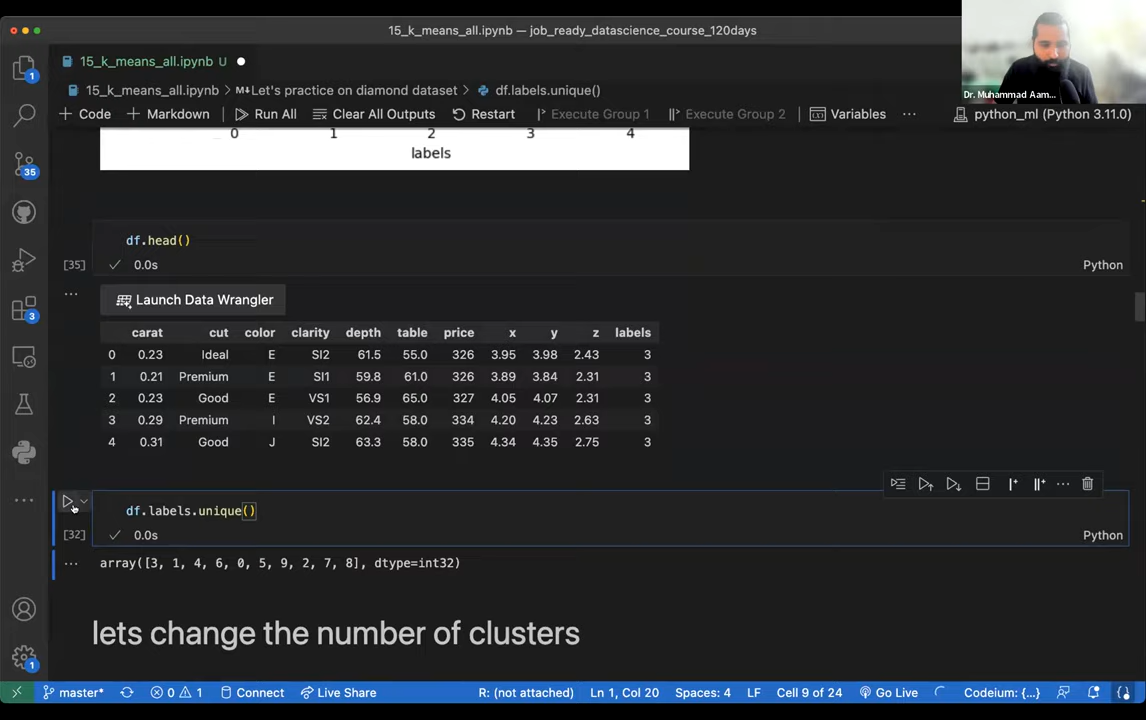 15_k_means_all.ipynb — job_ready_datascience_course_120days
Dr. Muhammad Aam...
15_k_means_all.ipynb U
15_k_means_all.ipynb > M↓Let's practice on diamond dataset > df.labels.unique()
+ Code + Markdown Run All Clear All Outputs Restart Execute Group 1 Execute Group 2 Variables ... python_ml (Python 3.11.0)
0 1 2 3 4
labels
df.head()
[35] 0.0s Python
Launch Data Wrangler
carat cut color clarity depth table price x y z labels
0 0.23 Ideal E SI2 61.5 55.0 326 3.95 3.98 2.43 3
1 0.21 Premium E SI1 59.8 61.0 326 3.89 3.84 2.31 3
2 0.23 Good E VS1 56.9 65.0 327 4.05 4.07 2.31 3
3 0.29 Premium I VS2 62.4 58.0 334 4.20 4.23 2.63 3
4 0.31 Good J SI2 63.3 58.0 335 4.34 4.35 2.75 3
df.labels.unique()
[32] 0.0s Python
array([3, 1, 4, 6, 0, 5, 9, 2, 7, 8], dtype=int32)
lets change the number of clusters
1
35
3
1
master* 0 1 Connect Live Share R: (not attached) Ln 1, Col 20 Spaces: 4 LF Cell 9 of 24 Go Live Codeium: {...}